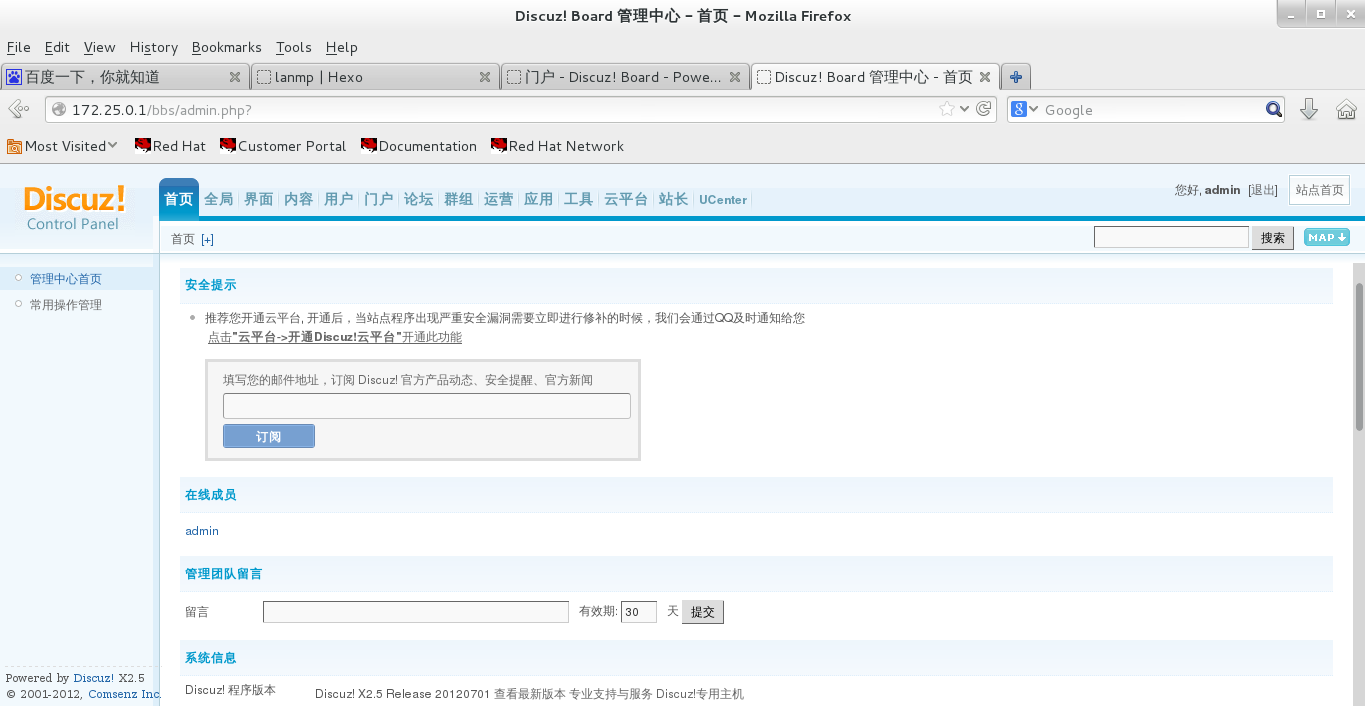 Discuz! Board 管理中心 - 首页 - Mozilla Firefox
File Edit View History Bookmarks Tools Help
百度一下，你就知道 lanmp | Hexo 门户 - Discuz! Board - Powe... Discuz! Board 管理中心 - 首页
172.25.0.1/bbs/admin.php? Google
Most Visited Red Hat Customer Portal Documentation Red Hat Network
Discuz!
Control Panel
首页 全局 界面 内容 用户 门户 论坛 群组 运营 应用 工具 云平台 站长 UCenter
您好, admin [退出] 站点首页
首页 [+] 搜索 MAP
管理中心首页
常用操作管理
安全提示
推荐您开通云平台, 开通后，当站点程序出现严重安全漏洞需要立即进行修补的时候，我们会通过QQ及时通知给您
点击"云平台->开通Discuz!云平台"开通此功能
填写您的邮件地址，订阅 Discuz! 官方产品动态、安全提醒、官方新闻
订阅
在线成员
admin
管理团队留言
留言 有效期: 30 天 提交
系统信息
Discuz! 程序版本 Discuz! X2.5 Release 20120701 查看最新版本 专业支持与服务 Discuz!专用主机
Powered by Discuz! X2.5
© 2001-2012, Comsenz Inc.